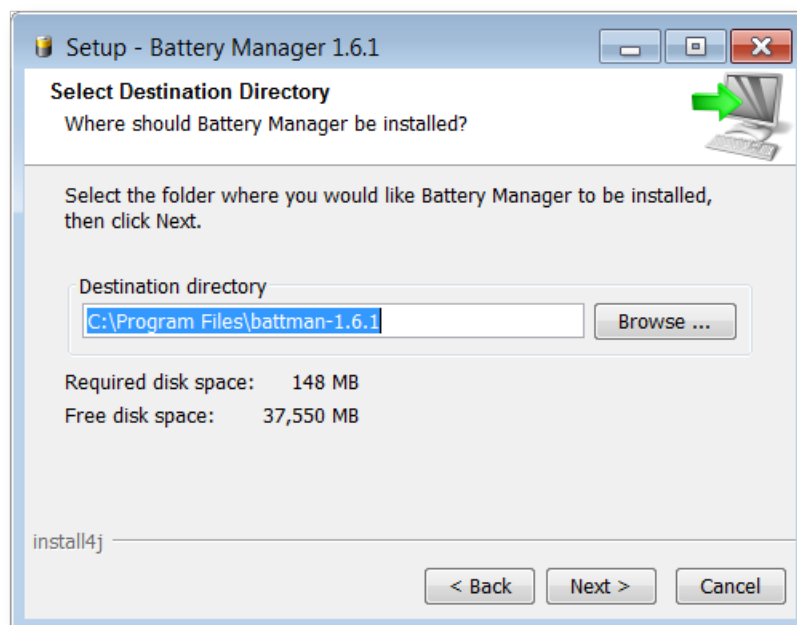 Setup - Battery Manager 1.6.1
Select Destination Directory
Where should Battery Manager be installed?
Select the folder where you would like Battery Manager to be installed,
then click Next.
Destination directory
C:\Program Files\battman-1.6.1
Browse ...
Required disk space: 148 MB
Free disk space: 37,550 MB
install4j
< Back Next > Cancel